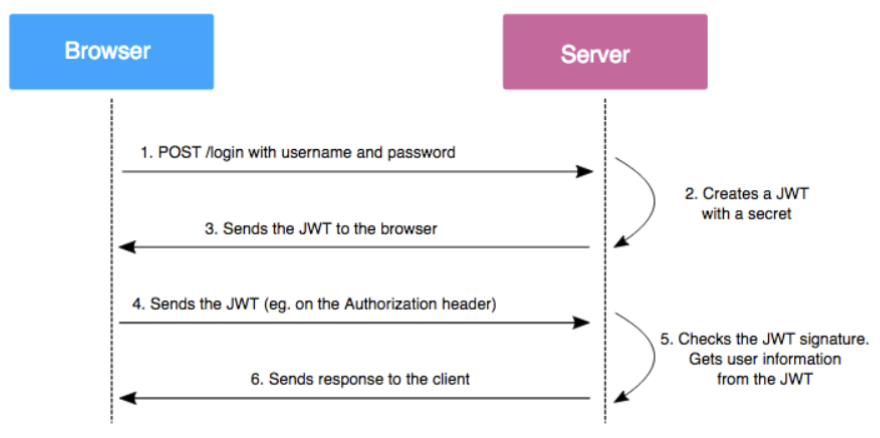 Browser
Server
1. POST /login with username and password
2. Creates a JWT
with a secret
3. Sends the JWT to the browser
4. Sends the JWT (eg. on the Authorization header)
5. Checks the JWT signature.
Gets user information
from the JWT
6. Sends response to the client